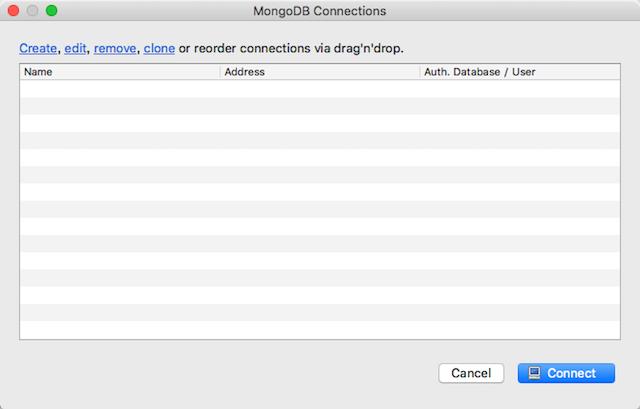 MongoDB Connections
Create, edit, remove, clone or reorder connections via drag'n'drop.
Name Address Auth. Database / User
Cancel Connect